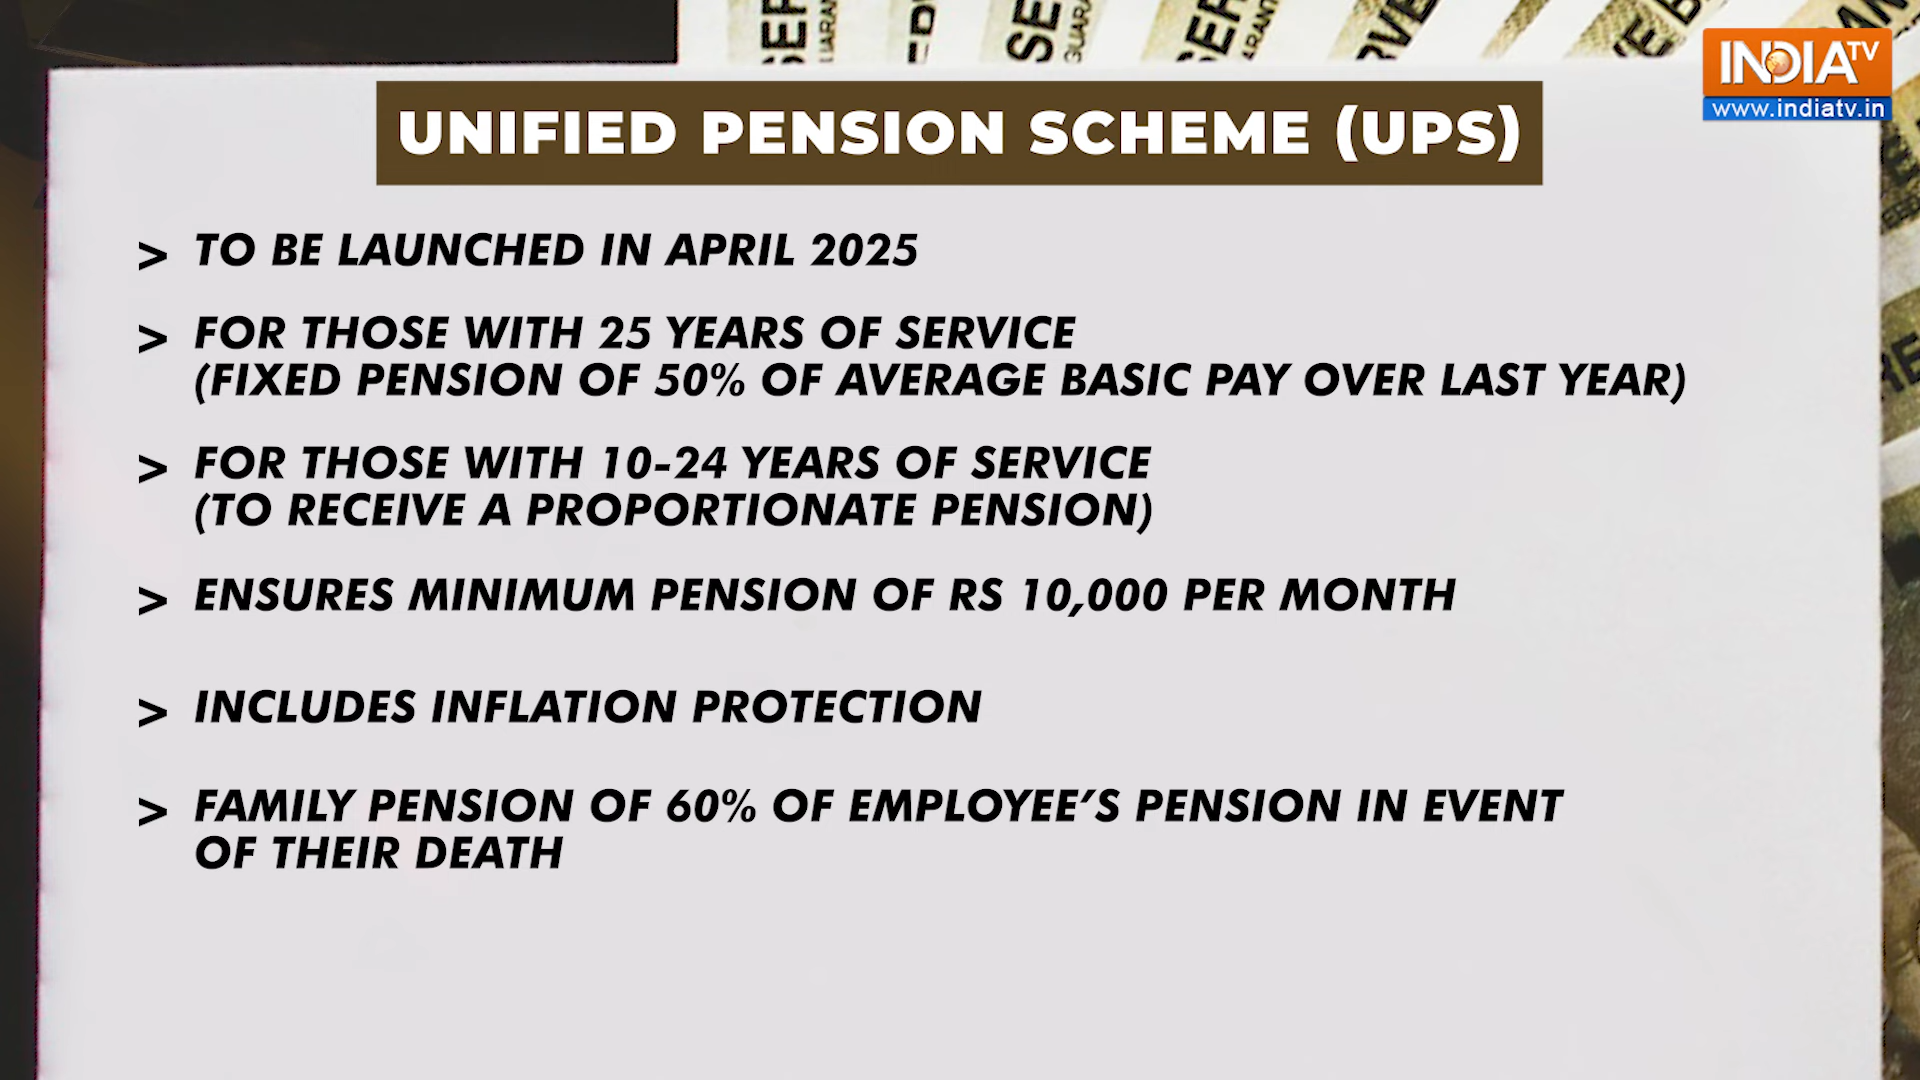 INDIA TV
www.indiatv.in
UNIFIED PENSION SCHEME (UPS)
> TO BE LAUNCHED IN APRIL 2025
> FOR THOSE WITH 25 YEARS OF SERVICE
(FIXED PENSION OF 50% OF AVERAGE BASIC PAY OVER LAST YEAR)
> FOR THOSE WITH 10-24 YEARS OF SERVICE
(TO RECEIVE A PROPORTIONATE PENSION)
> ENSURES MINIMUM PENSION OF RS 10,000 PER MONTH
> INCLUDES INFLATION PROTECTION
> FAMILY PENSION OF 60% OF EMPLOYEE’S PENSION IN EVENT
OF THEIR DEATH